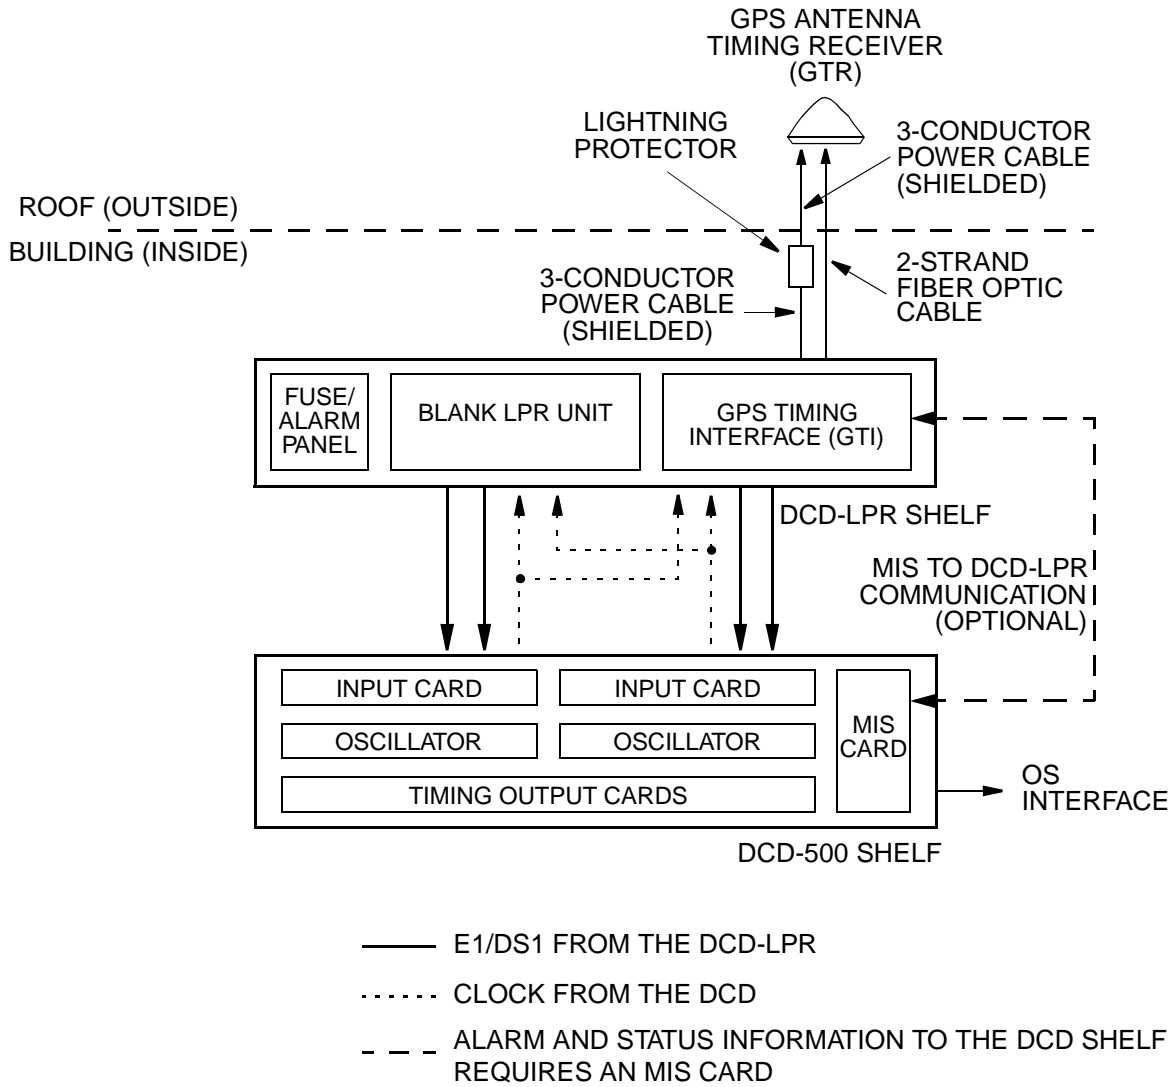 GPS ANTENNA
TIMING RECEIVER
(GTR)
LIGHTNING
PROTECTOR
3-CONDUCTOR
POWER CABLE
(SHIELDED)
ROOF (OUTSIDE)
BUILDING (INSIDE)
3-CONDUCTOR
POWER CABLE
(SHIELDED)
2-STRAND
FIBER OPTIC
CABLE
FUSE/
ALARM
PANEL
BLANK LPR UNIT
GPS TIMING
INTERFACE (GTI)
DCD-LPR SHELF
MIS TO DCD-LPR
COMMUNICATION
(OPTIONAL)
INPUT CARD
INPUT CARD
OSCILLATOR
OSCILLATOR
TIMING OUTPUT CARDS
MIS
CARD
OS
INTERFACE
DCD-500 SHELF
E1/DS1 FROM THE DCD-LPR
CLOCK FROM THE DCD
ALARM AND STATUS INFORMATION TO THE DCD SHELF
REQUIRES AN MIS CARD